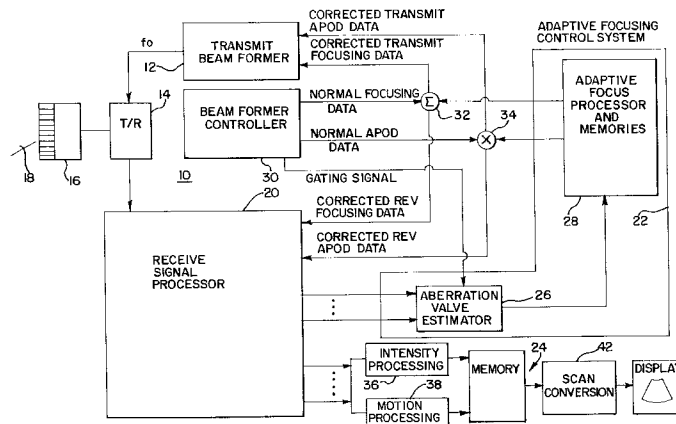 CORRECTED TRANSMIT
APOD DATA
CORRECTED TRANSMIT
FOCUSING DATA
fo
TRANSMIT
BEAM FORMER
12
14
T/R
18
16
NORMAL FOCUSING
DATA
BEAM FORMER
CONTROLLER
NORMAL APOD
DATA
30
10
GATING SIGNAL
Σ
32
34
X
ADAPTIVE FOCUSING
CONTROL SYSTEM
ADAPTIVE
FOCUS
PROCESSOR
AND
MEMORIES
28
22
20
CORRECTED REV
FOCUSING DATA
CORRECTED REV
APOD DATA
RECEIVE
SIGNAL
PROCESSOR
ABERRATION
VALVE
ESTIMATOR
26
INTENSITY
PROCESSING
36
38
MOTION
PROCESSING
MEMORY
24
42
SCAN
CONVERSION
DISPLAY